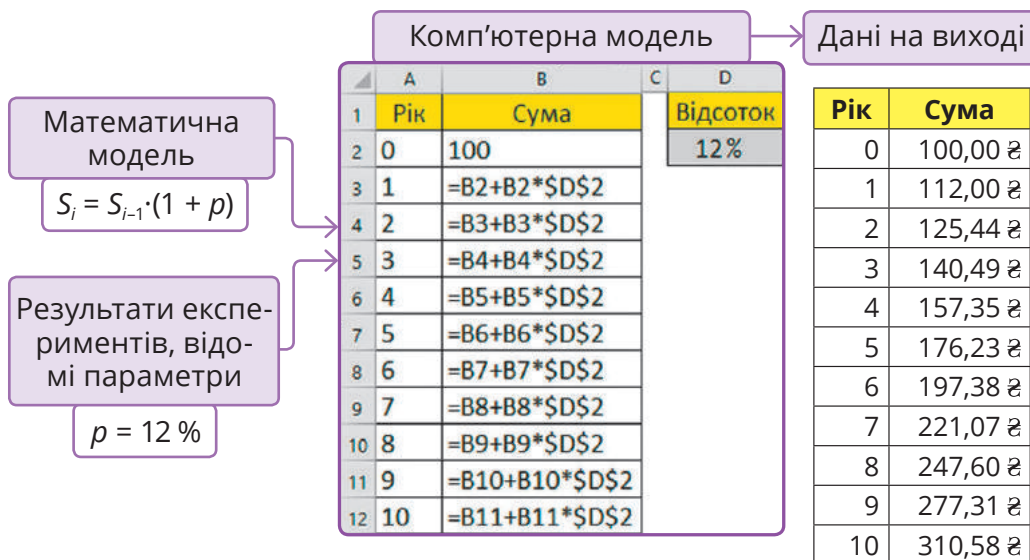 Комп’ютерна модель
Дані на виході
Математична
модель
Sᵢ = Sᵢ₋₁·(1 + p)
Результати експе-
риментів, відо-
мі параметри
p = 12 %
A B C D
1 Рік Сума Відсоток
2 0 100 12%
3 1 =B2+B2*$D$2
4 2 =B3+B3*$D$2
5 3 =B4+B4*$D$2
6 4 =B5+B5*$D$2
7 5 =B6+B6*$D$2
8 6 =B7+B7*$D$2
9 7 =B8+B8*$D$2
10 8 =B9+B9*$D$2
11 9 =B10+B10*$D$2
12 10 =B11+B11*$D$2
Рік Сума
0 100,00 ₴
1 112,00 ₴
2 125,44 ₴
3 140,49 ₴
4 157,35 ₴
5 176,23 ₴
6 197,38 ₴
7 221,07 ₴
8 247,60 ₴
9 277,31 ₴
10 310,58 ₴